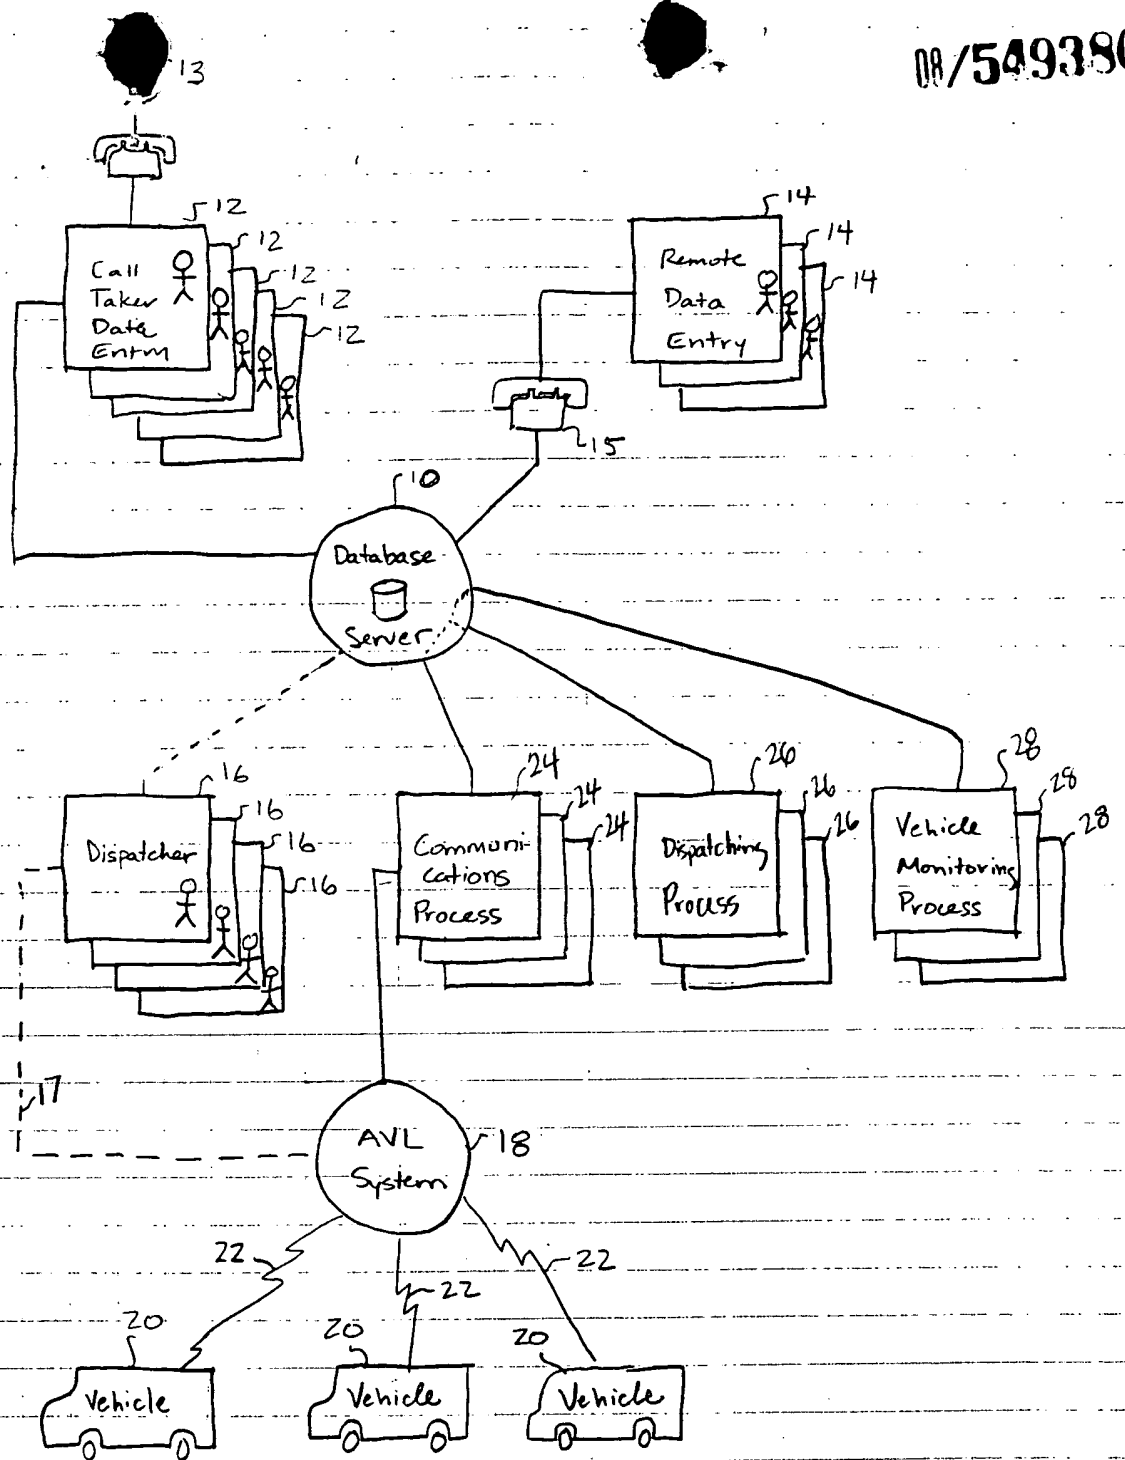 08/549380
13
12
12
12
12
12
Call
Taker
Data
Entry
14
14
14
Remote
Data
Entry
15
10
Database
Server
16
16
16
16
Dispatcher
24
24
24
Communi-
cations
Process
26
26
26
Dispatching
Process
28
28
28
Vehicle
Monitoring
Process
17
AVL
System
18
22
22
22
20
20
20
Vehicle
Vehicle
Vehicle